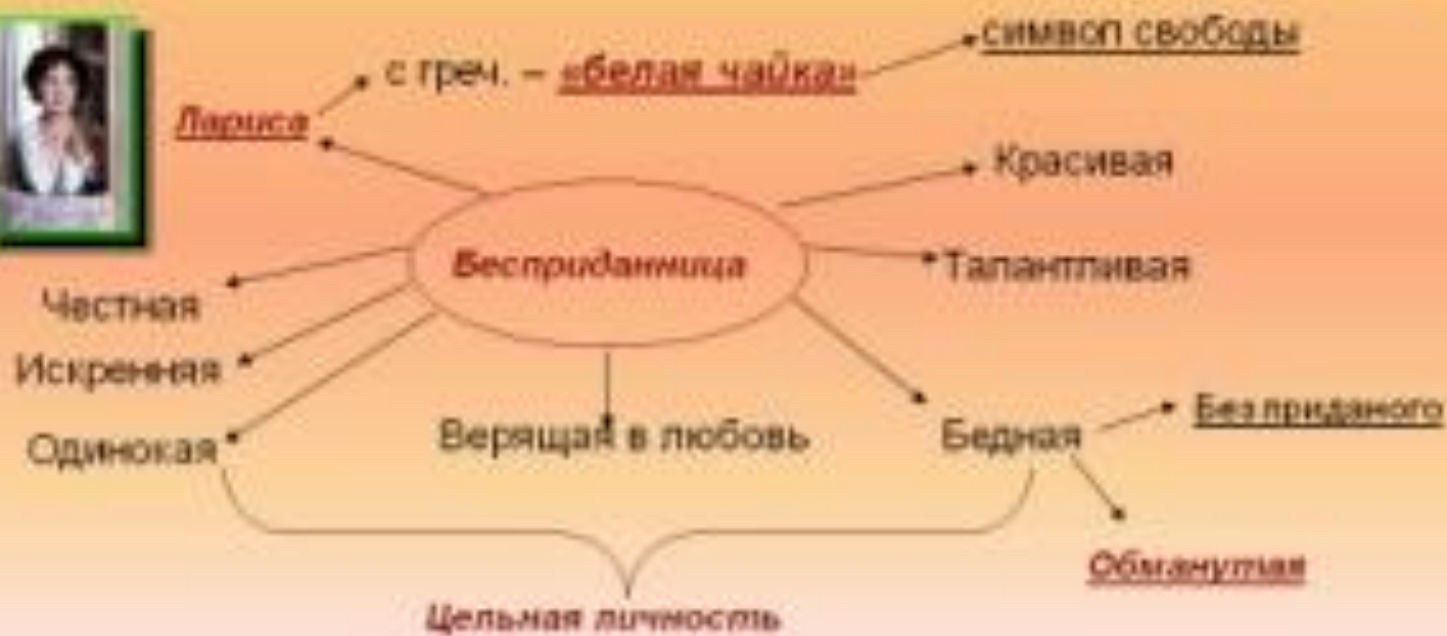 символ свободы
с греч. – «белая чайка»
Лариса
Красивая
Бесприданница
Талантливая
Честная
Искренняя
Без приданого
Одинокая
Верящая в любовь
Бедная
Обманутая
Цельная личность